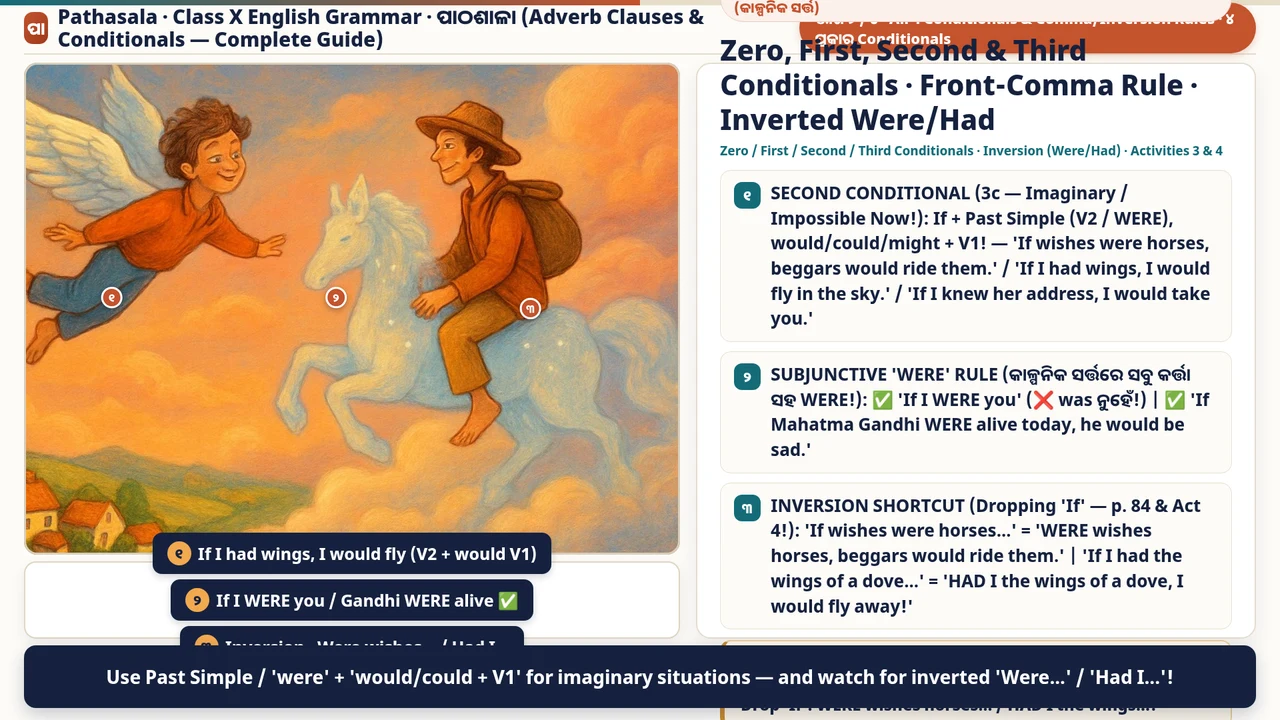 ପା
Pathasala · Class X English Grammar · ପାଠଶାଳା (Adverb Clauses &
Conditionals — Complete Guide)
(କାଳ୍ପନିକ ସର୍ତ୍ତ)
ପ୍ରକାର Conditionals
Zero, First, Second & Third
Conditionals · Front-Comma Rule ·
Inverted Were/Had
Zero / First / Second / Third Conditionals · Inversion (Were/Had) · Activities 3 & 4
୧
SECOND CONDITIONAL (3c — Imaginary /
Impossible Now!): If + Past Simple (V2 / WERE),
would/could/might + V1! — 'If wishes were horses,
beggars would ride them.' / 'If I had wings, I would
fly in the sky.' / 'If I knew her address, I would take
you.'
୨
SUBJUNCTIVE 'WERE' RULE (କାଳ୍ପନିକ ସର୍ତ୍ତରେ ସବୁ କର୍ତ୍ତା
ସହ WERE!): ✅ 'If I WERE you' (❌ was ନୁହେଁ!) | ✅ 'If
Mahatma Gandhi WERE alive today, he would be
sad.'
୩
INVERSION SHORTCUT (Dropping 'If' — p. 84 & Act
4!): 'If wishes were horses...' = 'WERE wishes
horses, beggars would ride them.' | 'If I had the
wings of a dove...' = 'HAD I the wings of a dove, I
would fly away!'
୧
୨
୩
୧ If I had wings, I would fly (V2 + would V1)
୨ If I WERE you / Gandhi WERE alive ✅
Use Past Simple / 'were' + 'would/could + V1' for imaginary situations — and watch for inverted 'Were...' / 'Had I...'!